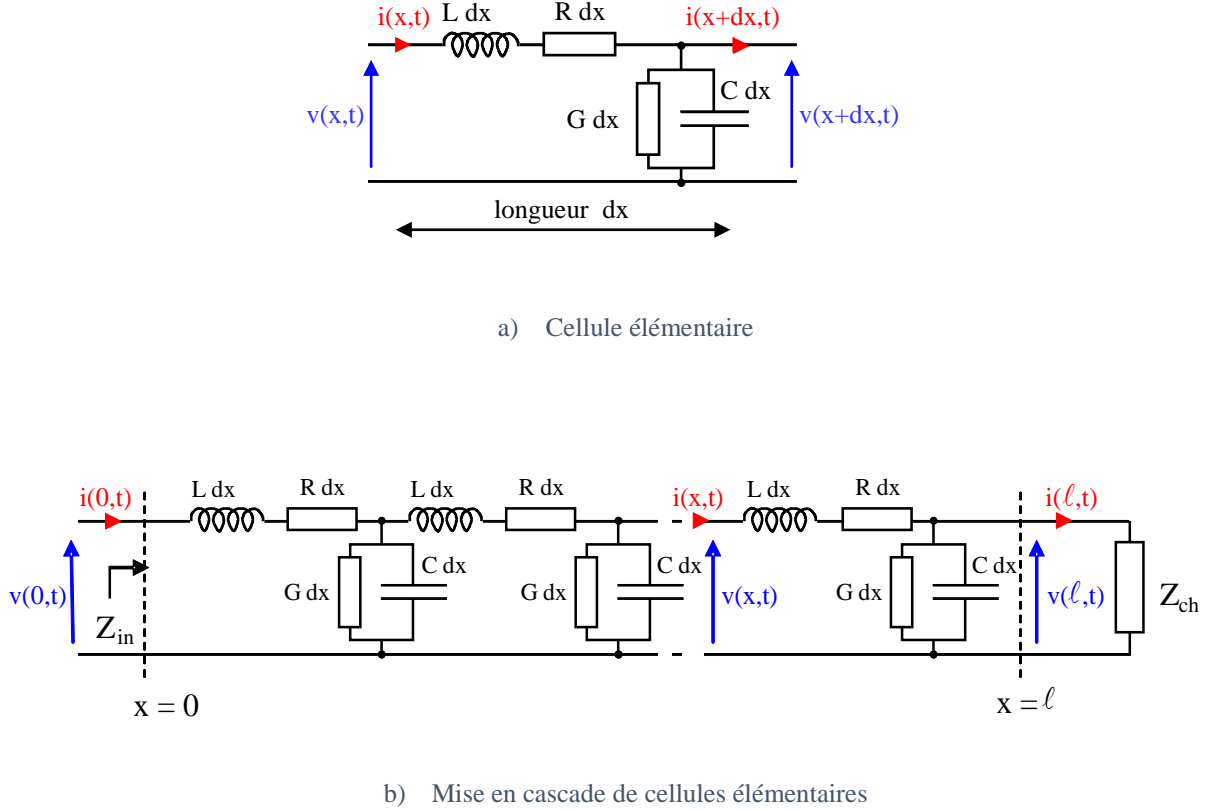 i(x,t) L dx R dx i(x+dx,t)
C dx
v(x,t) G dx v(x+dx,t)
longueur dx
a) Cellule élémentaire
i(0,t) L dx R dx L dx R dx i(x,t) L dx R dx i(ℓ,t)
C dx C dx C dx
v(0,t) G dx G dx v(x,t) G dx v(ℓ,t) Zch
Zin
x = 0 x = ℓ
b) Mise en cascade de cellules élémentaires